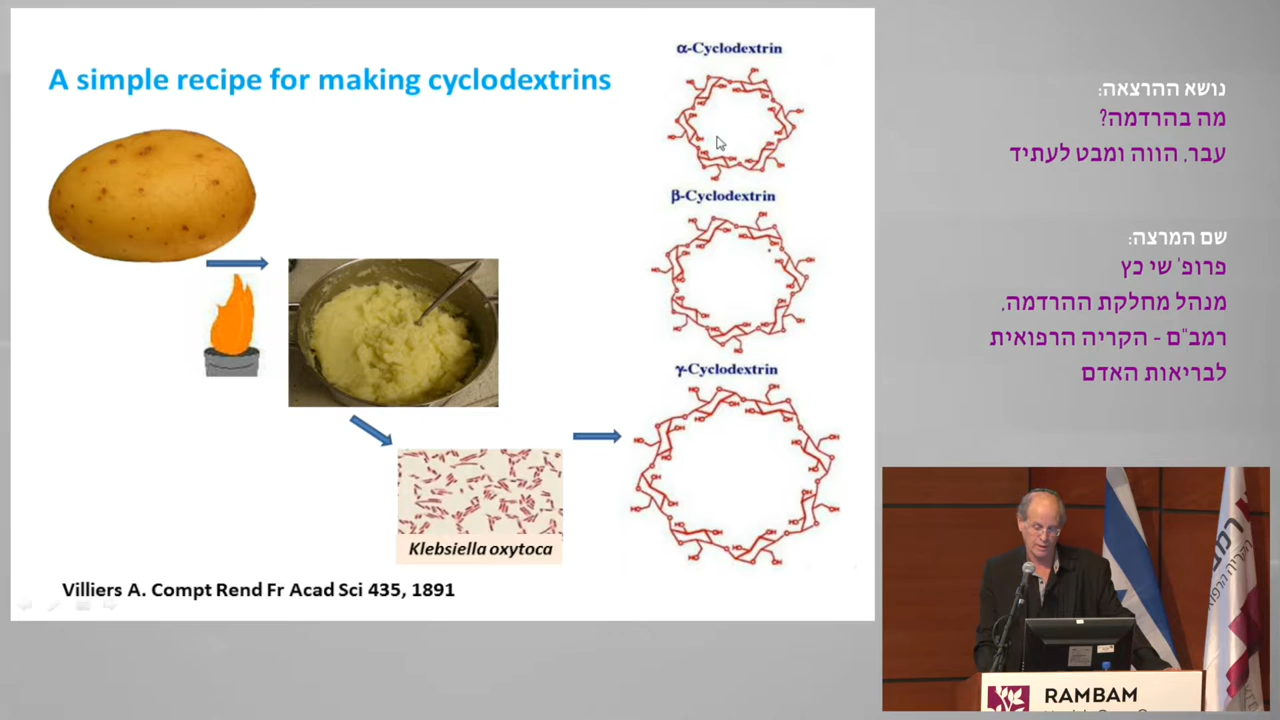 A simple recipe for making cyclodextrins
α-Cyclodextrin
β-Cyclodextrin
γ-Cyclodextrin
Klebsiella oxytoca
Villiers A. Compt Rend Fr Acad Sci 435, 1891
נושא ההרצאה:
מה בהרדמה?
עבר, הווה ומבט לעתיד
שם המרצה:
פרופ' שי כץ
מנהל מחלקת ההרדמה,
רמב"ם - הקריה הרפואית
לבריאות האדם
RAMBAM